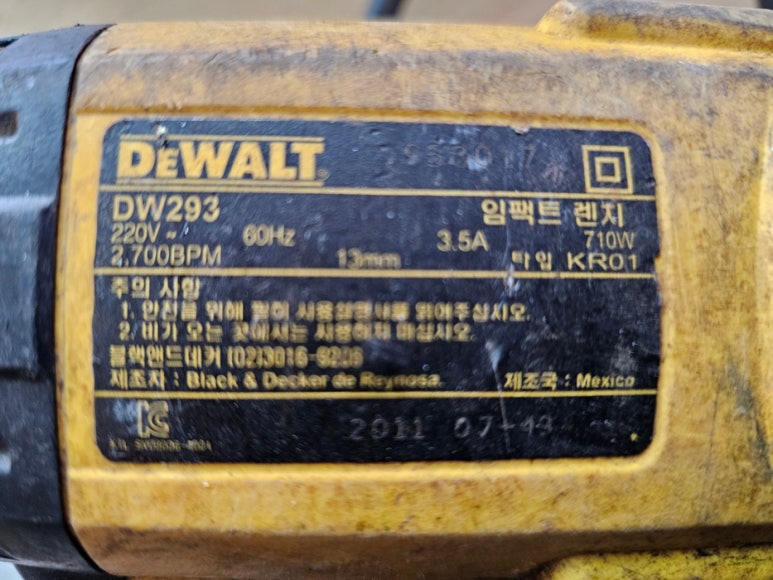 DEWALT
DW293 임팩트 렌치
220V ~ 60Hz 3.5A 710W
2,700BPM 13mm 타입 KR01
주의 사항
1. 안전을 위해 필히 사용설명서를 읽어주십시오.
2. 비가 오는 곳에서는 사용하지 마십시오.
블랙앤드데커 (02)3016-
제조자 : Black & Decker de Reynosa. 제조국 : Mexico
2011 07-